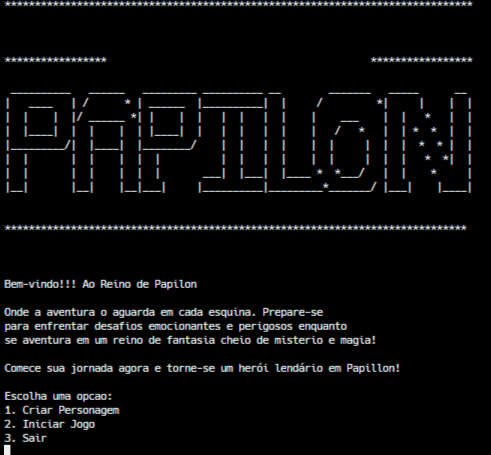 PAPILON
Bem-vindo!!! Ao Reino de Papilon
Onde a aventura o aguarda em cada esquina. Prepare-se
para enfrentar desafios emocionantes e perigosos enquanto
se aventura em um reino de fantasia cheio de misterio e magia!
Comece sua jornada agora e torne-se um herói lendário em Papillon!
Escolha uma opcao:
1. Criar Personagem
2. Iniciar Jogo
3. Sair